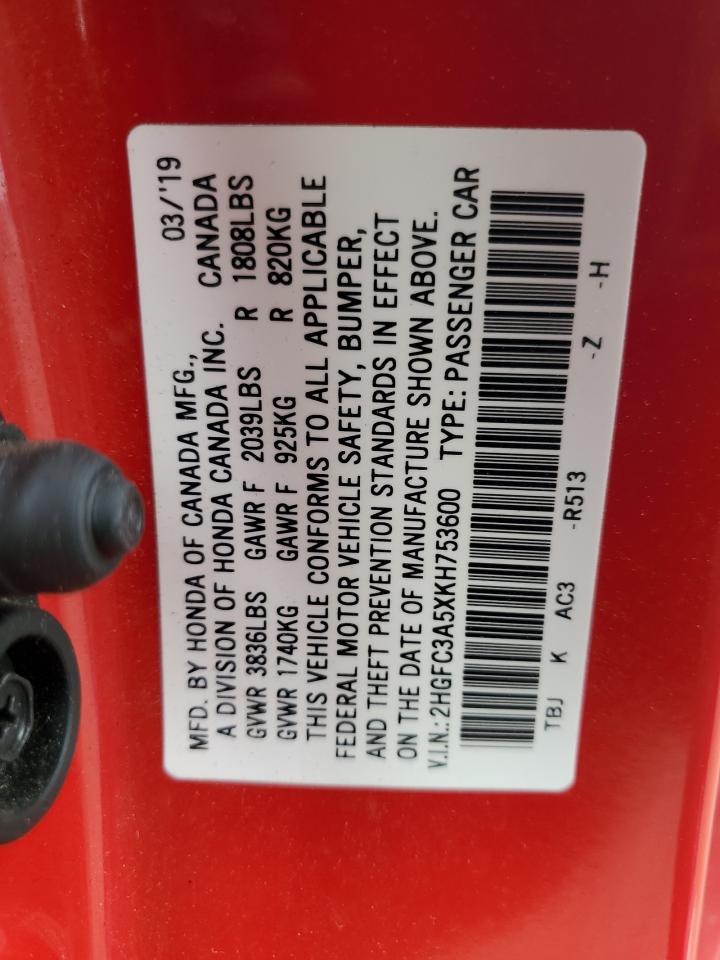 03/'19
MFD. BY HONDA OF CANADA MFG.,
A DIVISION OF HONDA CANADA INC. CANADA
GVWR 3836LBS GAWR F 2039LBS R 1808LBS
GVWR 1740KG GAWR F 925KG R 820KG
THIS VEHICLE CONFORMS TO ALL APPLICABLE
FEDERAL MOTOR VEHICLE SAFETY, BUMPER,
AND THEFT PREVENTION STANDARDS IN EFFECT
ON THE DATE OF MANUFACTURE SHOWN ABOVE.
V.I.N.:2HGFC3A5XKH753600 TYPE: PASSENGER CAR
TBJ K AC3 -R513 -Z -H